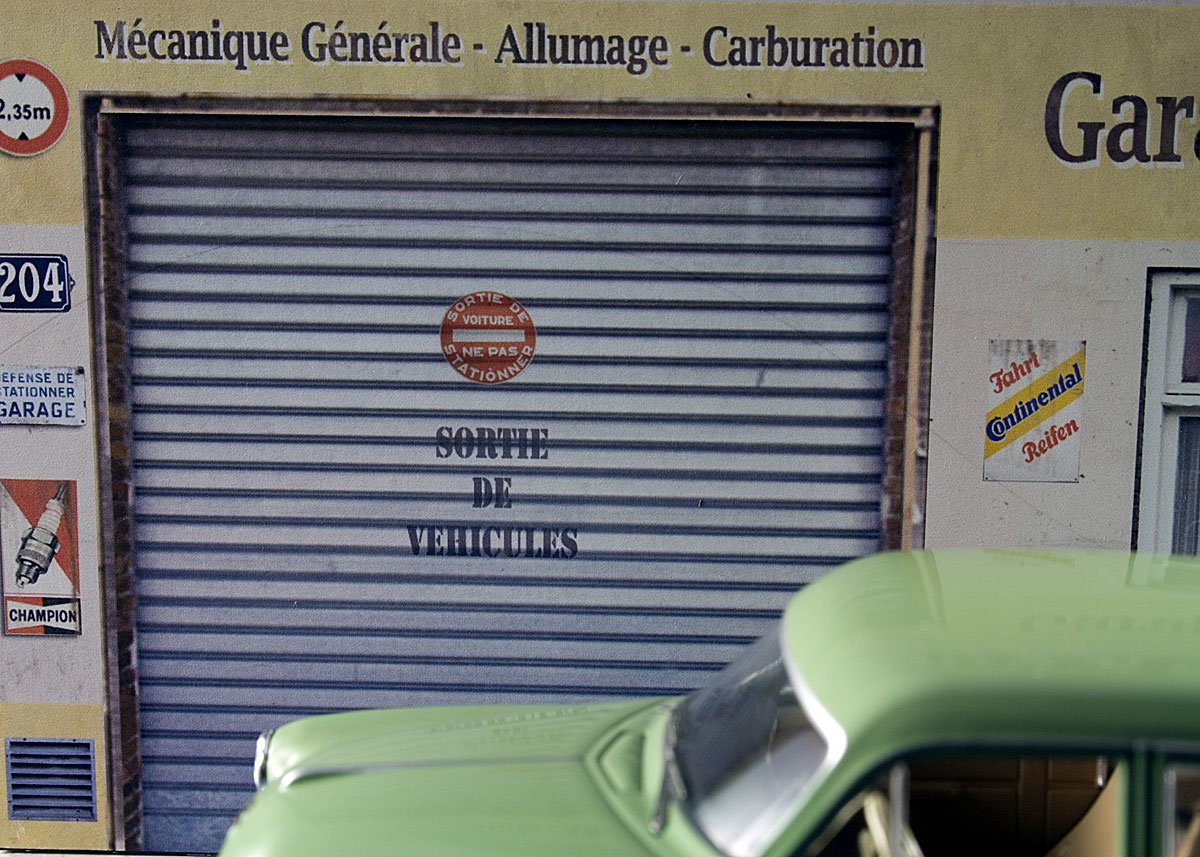 Mécanique Générale - Allumage - Carburation
2,35m
Gara
204
SORTIE DE
VOITURE
NE PAS
STATIONNER
DEFENSE DE
STATIONNER
GARAGE
Fahrt
Continental
Reifen
SORTIE
DE
VEHICULES
CHAMPION